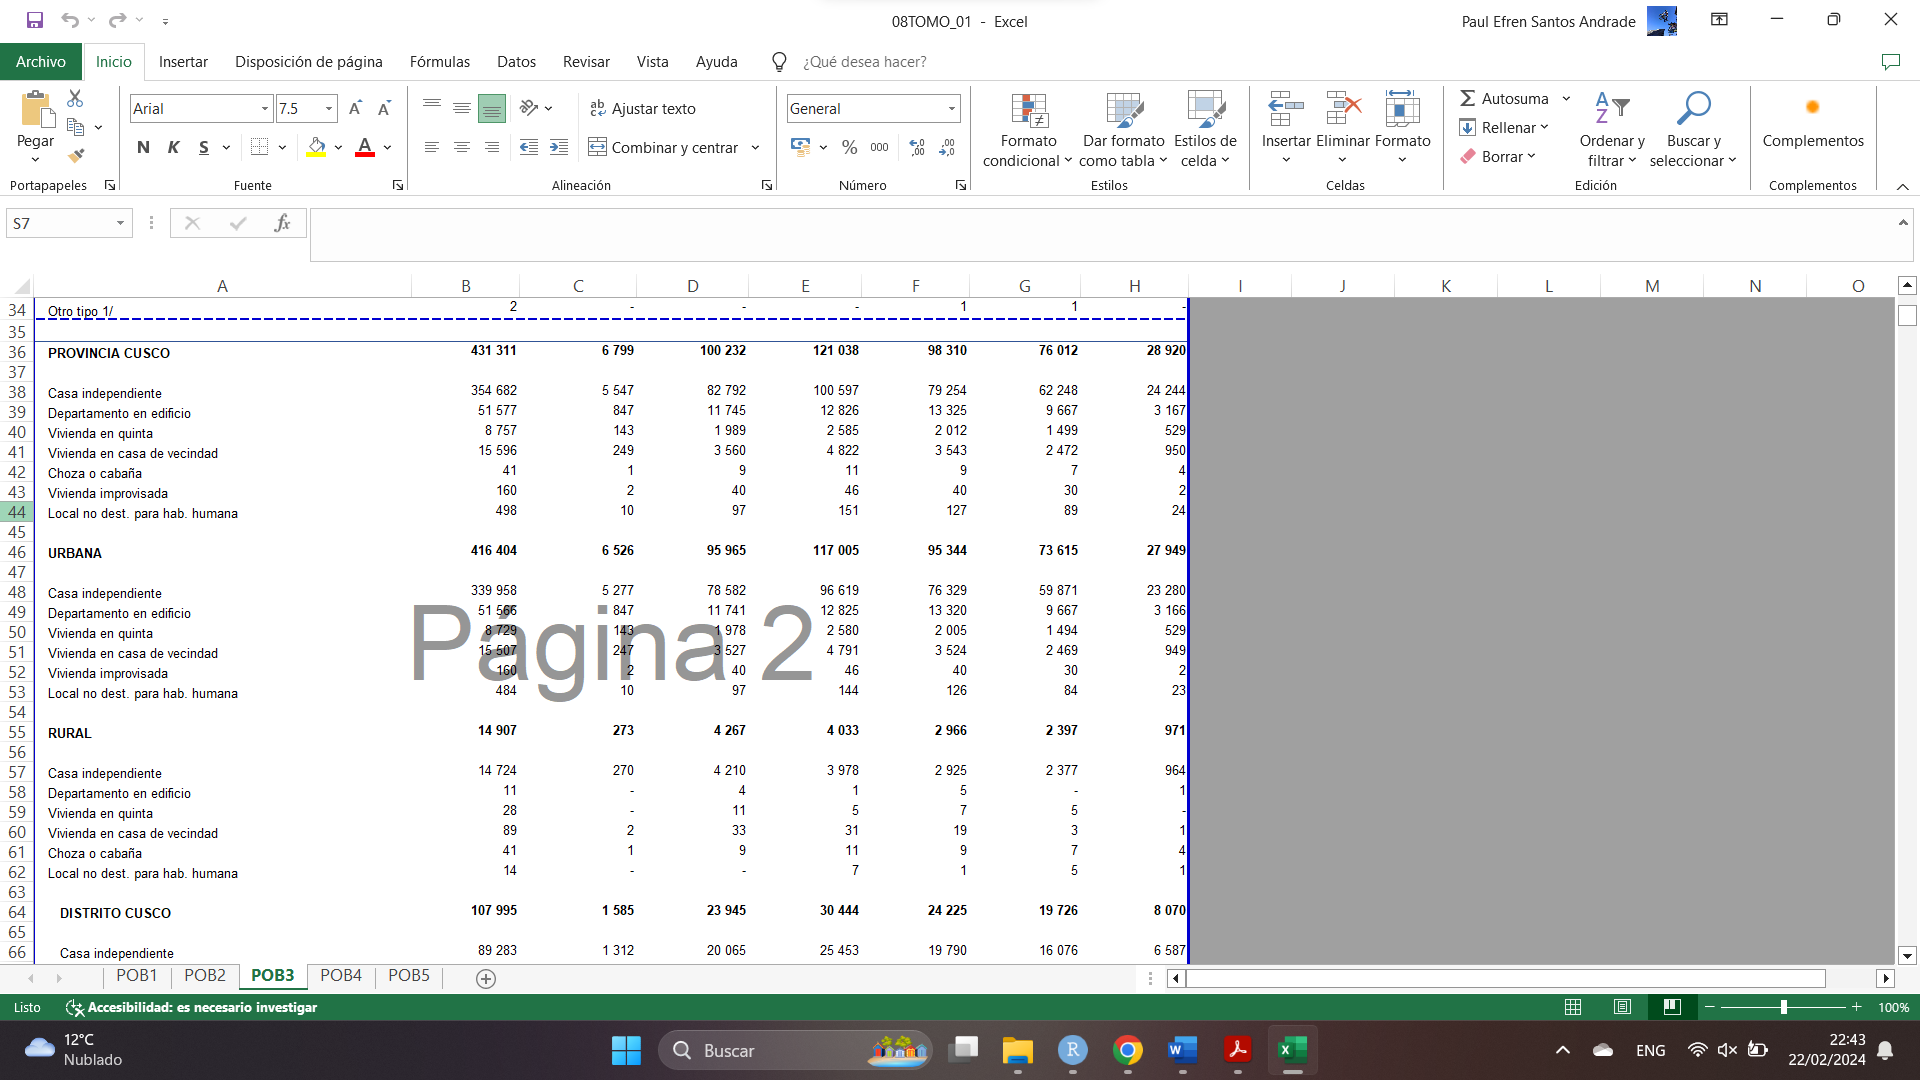 08TOMO_01 - Excel
Paul Efren Santos Andrade
Archivo Inicio Insertar Disposición de página Fórmulas Datos Revisar Vista Ayuda ¿Qué desea hacer?
Pegar
Portapapeles
Arial 7.5
N K S
Fuente
Ajustar texto
Combinar y centrar
Alineación
General
% 000
Número
Formato condicional
Dar formato como tabla
Estilos de celda
Estilos
Insertar Eliminar Formato
Celdas
Autosuma
Rellenar
Borrar
Ordenar y filtrar
Buscar y seleccionar
Edición
Complementos
Complementos
S7 fx
A B C D E F G H I J K L M N O
34 Otro tipo 1/ 2 - - - 1 1 -
35
36 PROVINCIA CUSCO 431 311 6 799 100 232 121 038 98 310 76 012 28 920
37
38 Casa independiente 354 682 5 547 82 792 100 597 79 254 62 248 24 244
39 Departamento en edificio 51 577 847 11 745 12 826 13 325 9 667 3 167
40 Vivienda en quinta 8 757 143 1 989 2 585 2 012 1 499 529
41 Vivienda en casa de vecindad 15 596 249 3 560 4 822 3 543 2 472 950
42 Choza o cabaña 41 1 9 11 9 7 4
43 Vivienda improvisada 160 2 40 46 40 30 2
44 Local no dest. para hab. humana 498 10 97 151 127 89 24
45
46 URBANA 416 404 6 526 95 965 117 005 95 344 73 615 27 949
47
48 Casa independiente 339 958 5 277 78 582 96 619 76 329 59 871 23 280
49 Departamento en edificio 51 566 847 11 741 12 825 13 320 9 667 3 166
50 Vivienda en quinta 8 729 143 1 978 2 580 2 005 1 494 529
51 Vivienda en casa de vecindad 15 507 247 3 527 4 791 3 524 2 469 949
52 Vivienda improvisada 160 2 40 46 40 30 2
53 Local no dest. para hab. humana 484 10 97 144 126 84 23
Página 2
54
55 RURAL 14 907 273 4 267 4 033 2 966 2 397 971
56
57 Casa independiente 14 724 270 4 210 3 978 2 925 2 377 964
58 Departamento en edificio 11 - 4 1 5 - 1
59 Vivienda en quinta 28 - 11 5 7 5 -
60 Vivienda en casa de vecindad 89 2 33 31 19 3 1
61 Choza o cabaña 41 1 9 11 9 7 4
62 Local no dest. para hab. humana 14 - - 7 1 5 1
63
64 DISTRITO CUSCO 107 995 1 585 23 945 30 444 24 225 19 726 8 070
65
66 Casa independiente 89 283 1 312 20 065 25 453 19 790 16 076 6 587
POB1 POB2 POB3 POB4 POB5
Listo Accesibilidad: es necesario investigar 100%
12°C
Nublado
Buscar
ENG
22:43
22/02/2024